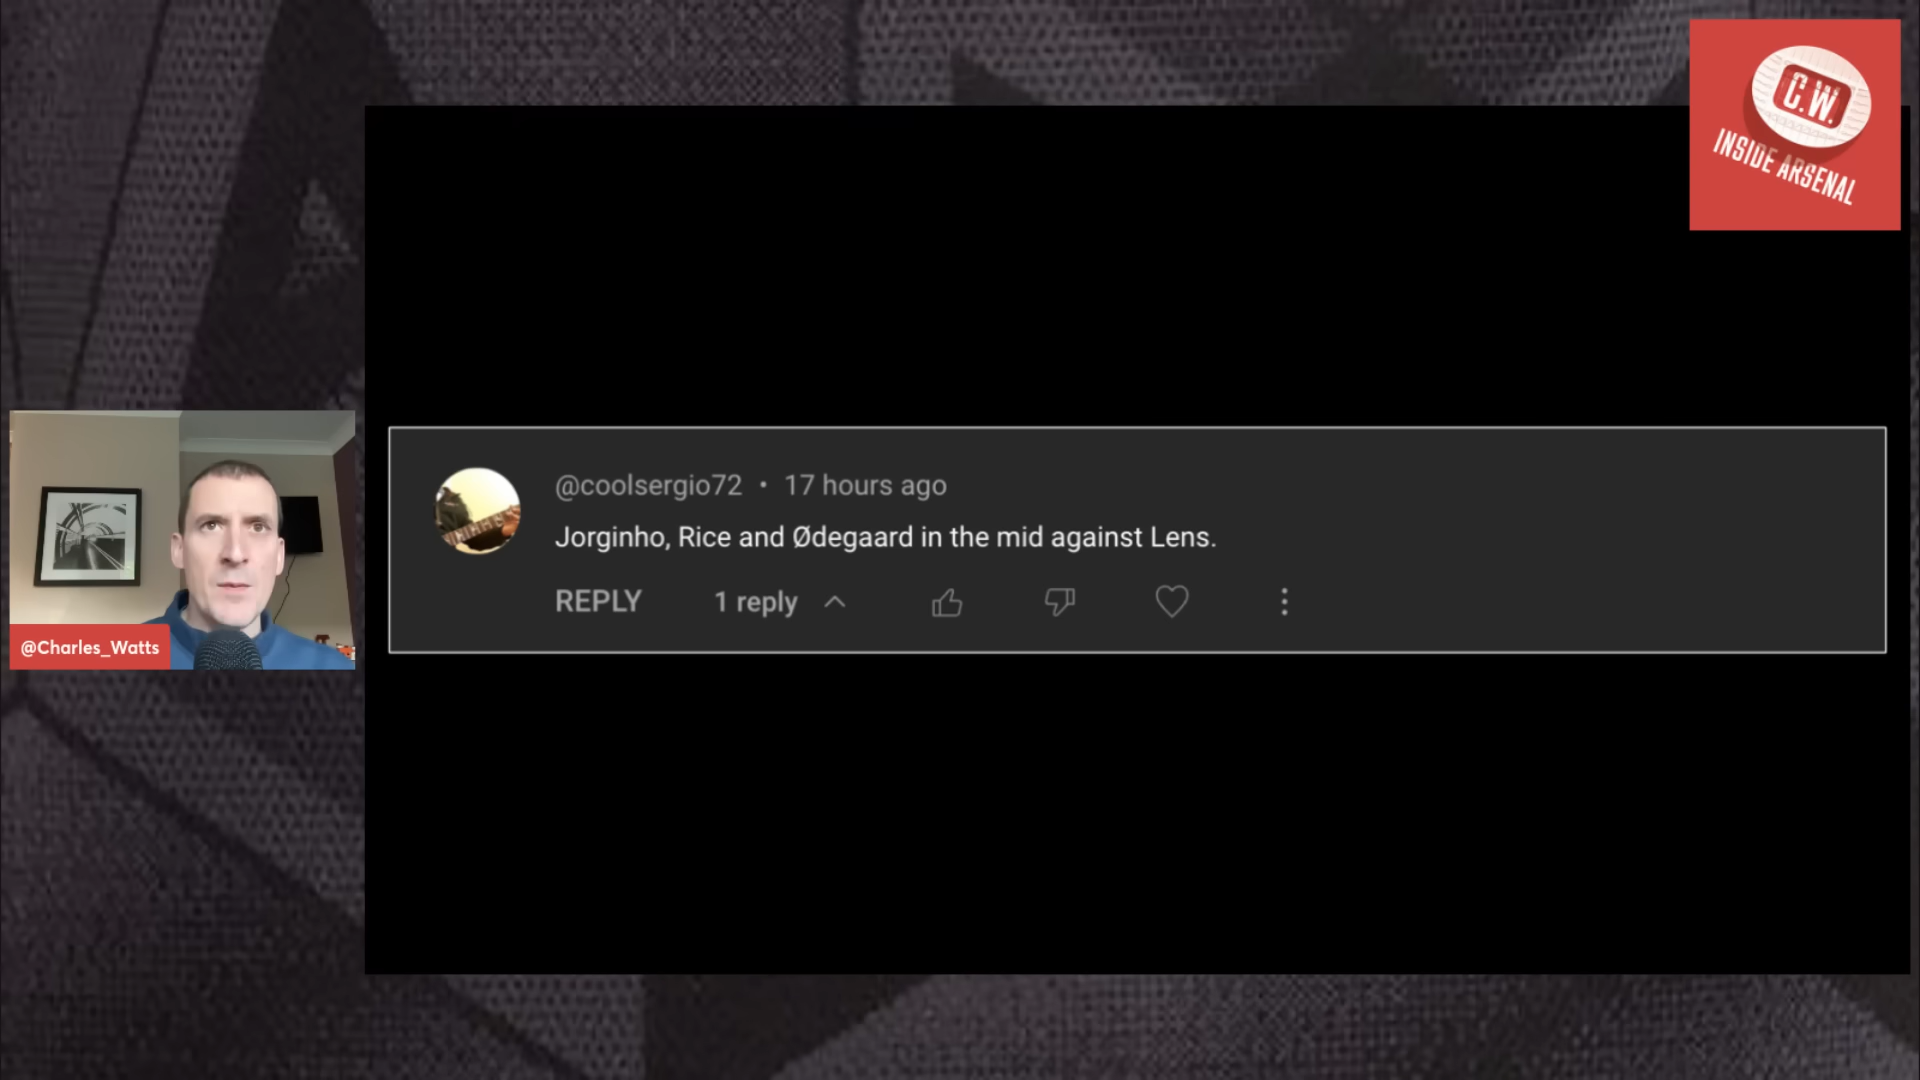 C.W.
INSIDE ARSENAL
@coolsergio72 • 17 hours ago
Jorginho, Rice and Ødegaard in the mid against Lens.
REPLY 1 reply
@Charles_Watts